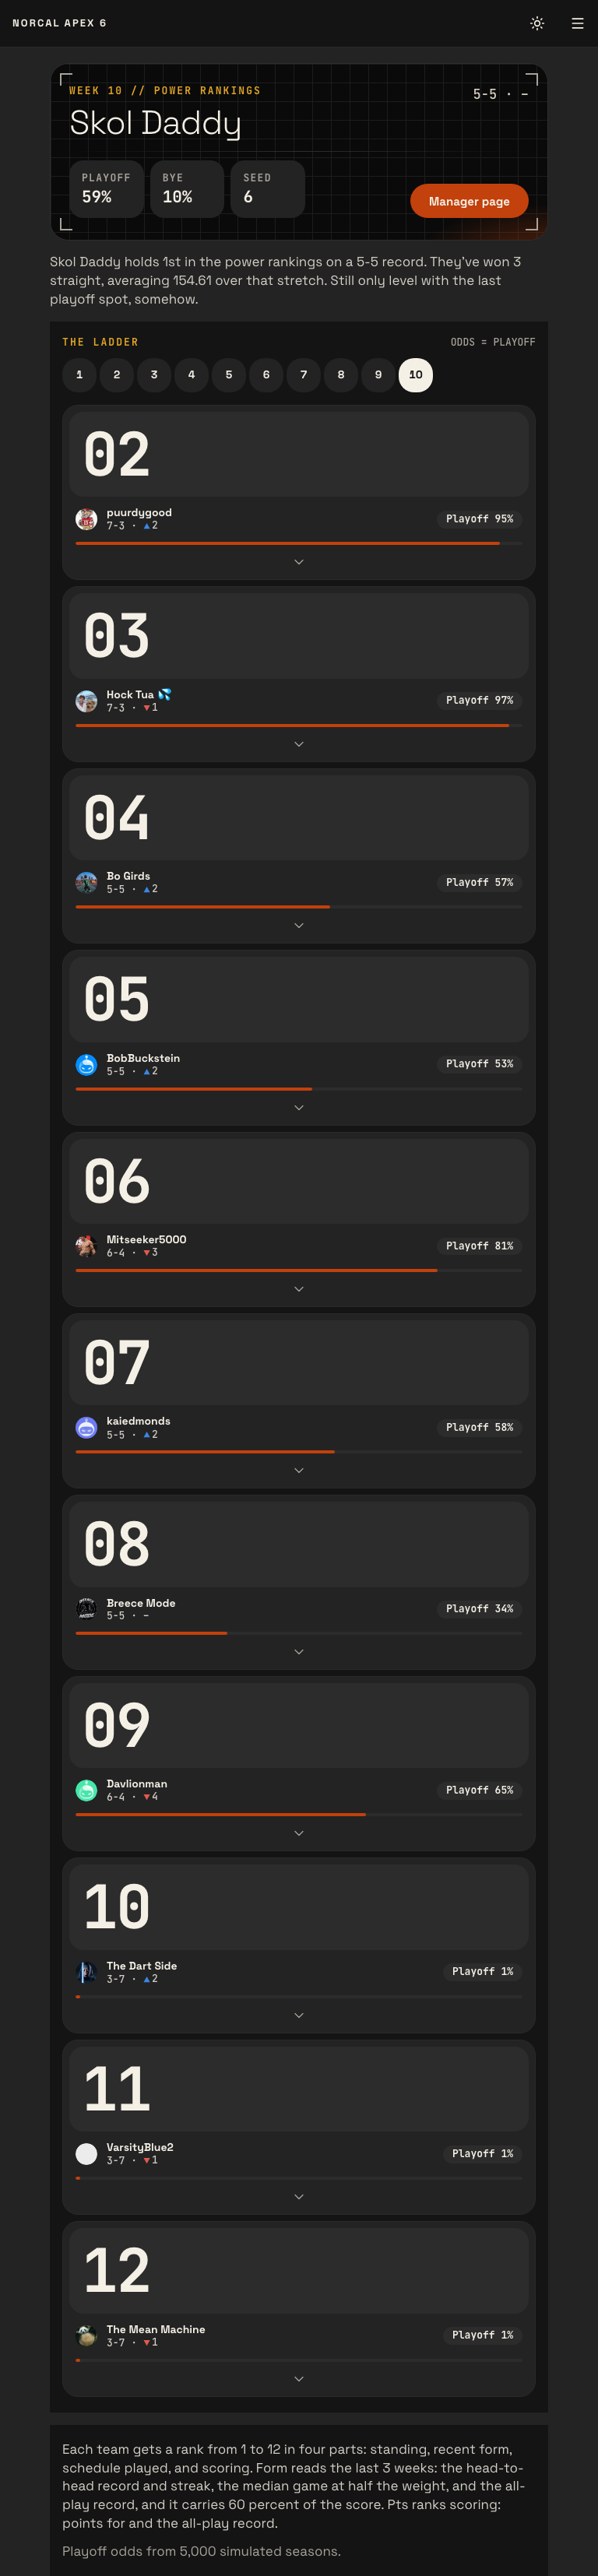 NORCAL APEX 6
WEEK 10 // POWER RANKINGS
5-5 · –
Skol Daddy
PLAYOFF
59%
BYE
10%
SEED
6
Manager page
Skol Daddy holds 1st in the power rankings on a 5-5 record. They've won 3
straight, averaging 154.61 over that stretch. Still only level with the last
playoff spot, somehow.
THE LADDER
ODDS = PLAYOFF
1 2 3 4 5 6 7 8 9 10
02
puurdygood
7-3 · ▲2
Playoff 95%
03
Hock Tua 💦
7-3 · ▼1
Playoff 97%
04
Bo Girds
5-5 · ▲2
Playoff 57%
05
BobBuckstein
5-5 · ▲2
Playoff 53%
06
Mitseeker5000
6-4 · ▼3
Playoff 81%
07
kaiedmonds
5-5 · ▲2
Playoff 58%
08
Breece Mode
5-5 · –
Playoff 34%
09
Davlionman
6-4 · ▼4
Playoff 65%
10
The Dart Side
3-7 · ▲2
Playoff 1%
11
VarsityBlue2
3-7 · ▼1
Playoff 1%
12
The Mean Machine
3-7 · ▼1
Playoff 1%
Each team gets a rank from 1 to 12 in four parts: standing, recent form,
schedule played, and scoring. Form reads the last 3 weeks: the head-to-
head record and streak, the median game at half the weight, and the all-
play record, and it carries 60 percent of the score. Pts ranks scoring:
points for and the all-play record.
Playoff odds from 5,000 simulated seasons.